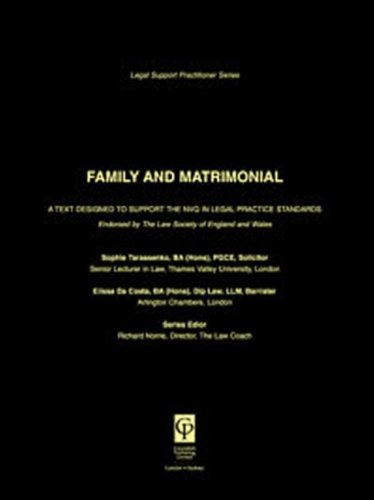 Legal Support Practitioner Series
FAMILY AND MATRIMONIAL
A TEXT DESIGNED TO SUPPORT THE NVQ IN LEGAL PRACTICE STANDARDS
Endorsed by The Law Society of England and Wales
Sophie Tarassenko, BA (Hons), PGCE, Solicitor
Senior Lecturer in Law, Thames Valley University, London
Elissa Da Costa, BA (Hons), Dip Law, LLM, Barrister
Arlington Chambers, London
Series Edior
Richard Norrie, Director, The Law Coach
CP
Cavendish
Publishing
Limited
London • Sydney